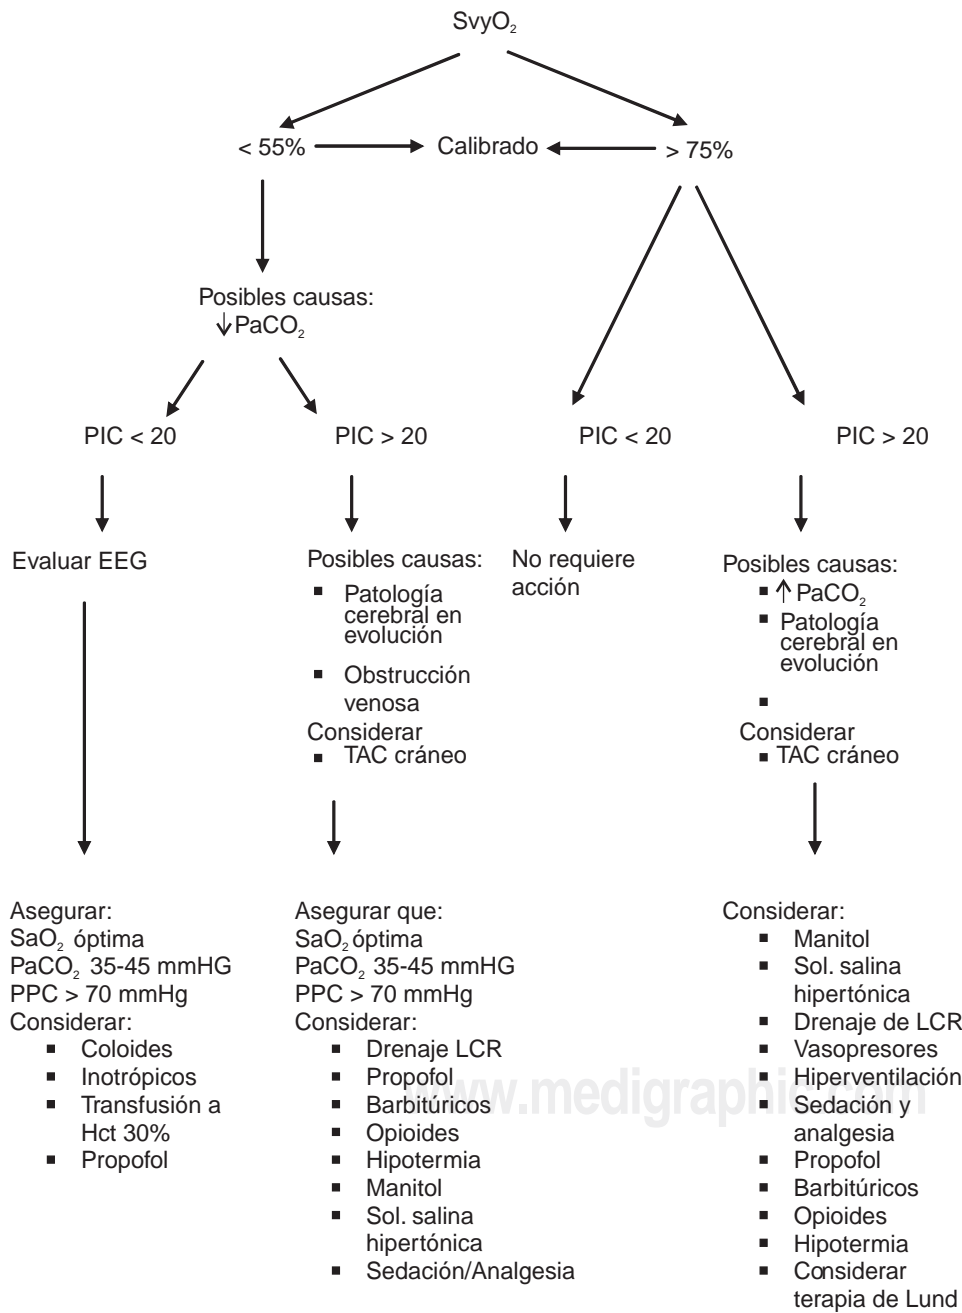 SvyO₂
< 55%
Calibrado
> 75%
Posibles causas:
↓PaCO₂
PIC < 20
PIC > 20
PIC < 20
PIC > 20
Evaluar EEG
Posibles causas:
▪ Patología
cerebral en
evolución
▪ Obstrucción
venosa
Considerar
▪ TAC cráneo
No requiere
acción
Posibles causas:
▪ ↑ PaCO₂
▪ Patología
cerebral en
evolución
▪
Considerar
▪ TAC cráneo
Asegurar:
SaO₂ óptima
PaCO₂ 35-45 mmHG
PPC > 70 mmHg
Considerar:
▪ Coloides
▪ Inotrópicos
▪ Transfusión a
Hct 30%
▪ Propofol
Asegurar que:
SaO₂ óptima
PaCO₂ 35-45 mmHG
PPC > 70 mmHg
Considerar:
▪ Drenaje LCR
▪ Propofol
▪ Barbitúricos
▪ Opioides
▪ Hipotermia
▪ Manitol
▪ Sol. salina
hipertónica
▪ Sedación/Analgesia
Considerar:
▪ Manitol
▪ Sol. salina
hipertónica
▪ Drenaje de LCR
▪ Vasopresores
▪ Hiperventilación
▪ Sedación y
analgesia
▪ Propofol
▪ Barbitúricos
▪ Opioides
▪ Hipotermia
▪ Considerar
terapia de Lund
www.medigraphic.com